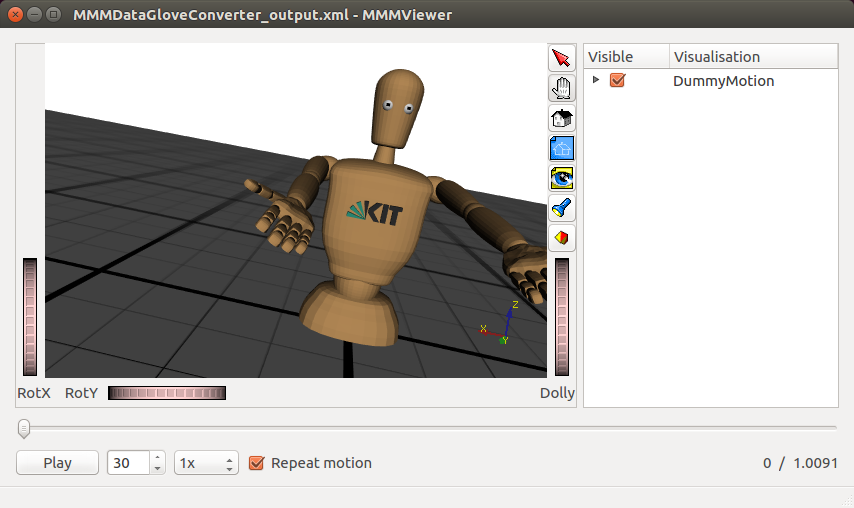 MMMDataGloveConverter_output.xml - MMMViewer
Visible Visualisation
DummyMotion
KIT
Z
X
Y
RotX RotY Dolly
Play 30 1x Repeat motion 0 / 1.0091